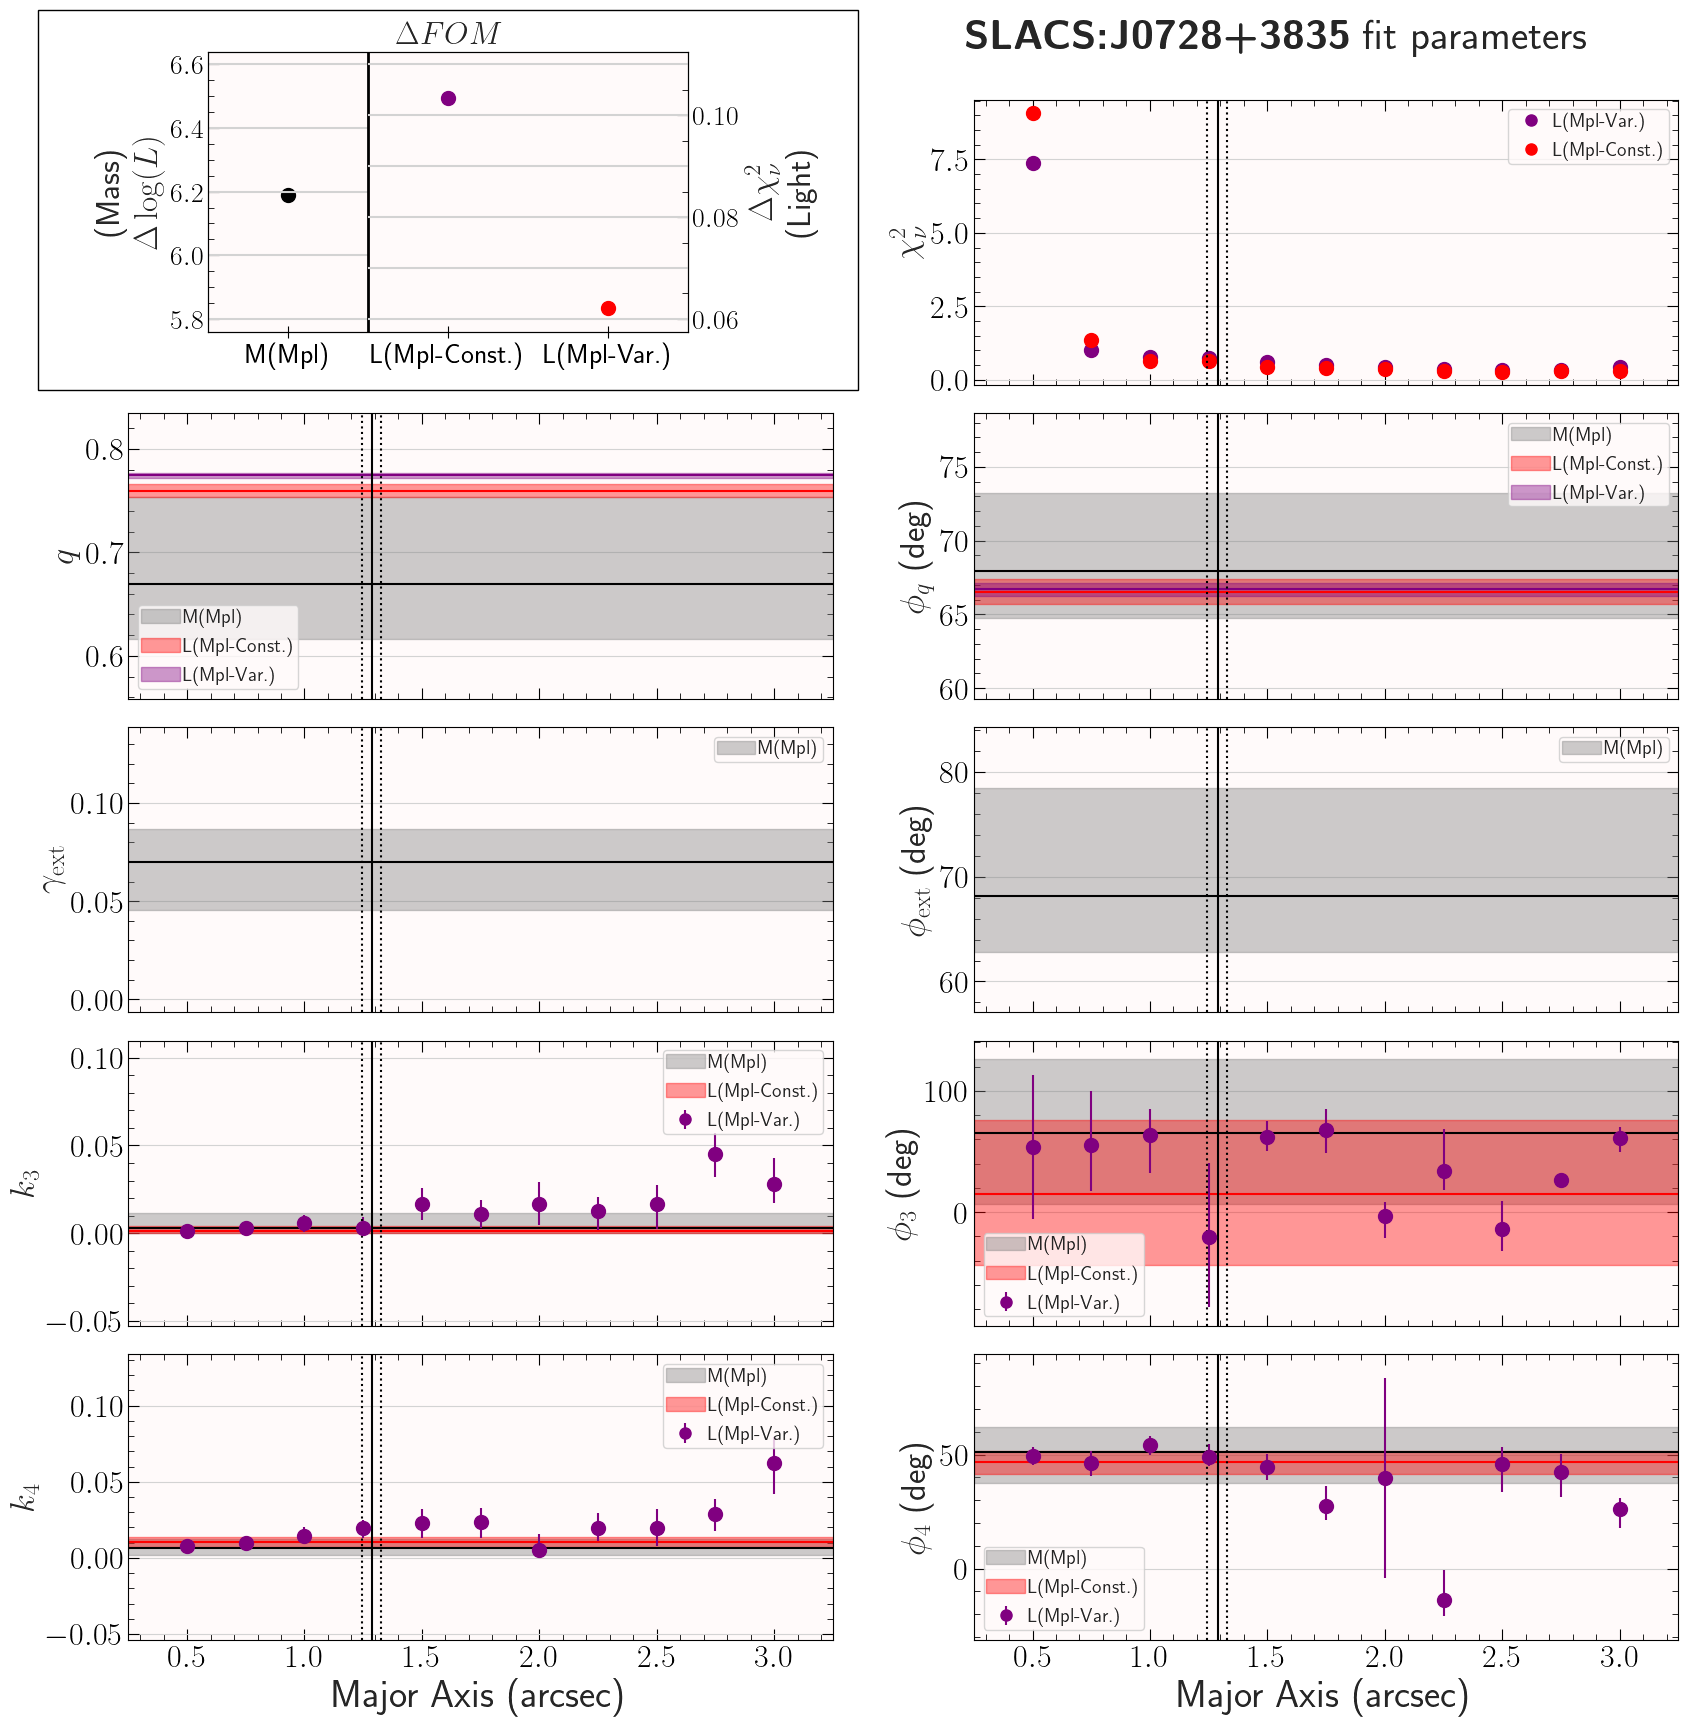 ΔFOM
SLACS:J0728+3835 fit parameters
(Mass)
Δ log(L)
6.6
6.4
6.2
6.0
5.8
0.10
0.08
0.06
Δχ²ᵥ
(Light)
M(Mpl)
L(Mpl-Const.)
L(Mpl-Var.)
χ²ᵥ
7.5
5.0
2.5
0.0
L(Mpl-Var.)
L(Mpl-Const.)
q
0.8
0.7
0.6
M(Mpl)
L(Mpl-Const.)
L(Mpl-Var.)
ϕq (deg)
75
70
65
60
M(Mpl)
L(Mpl-Const.)
L(Mpl-Var.)
γext
0.10
0.05
0.00
M(Mpl)
ϕext (deg)
80
70
60
M(Mpl)
k3
0.10
0.05
0.00
−0.05
M(Mpl)
L(Mpl-Const.)
L(Mpl-Var.)
ϕ3 (deg)
100
0
M(Mpl)
L(Mpl-Const.)
L(Mpl-Var.)
k4
0.10
0.05
0.00
−0.05
M(Mpl)
L(Mpl-Const.)
L(Mpl-Var.)
0.5 1.0 1.5 2.0 2.5 3.0
Major Axis (arcsec)
ϕ4 (deg)
50
0
M(Mpl)
L(Mpl-Const.)
L(Mpl-Var.)
0.5 1.0 1.5 2.0 2.5 3.0
Major Axis (arcsec)